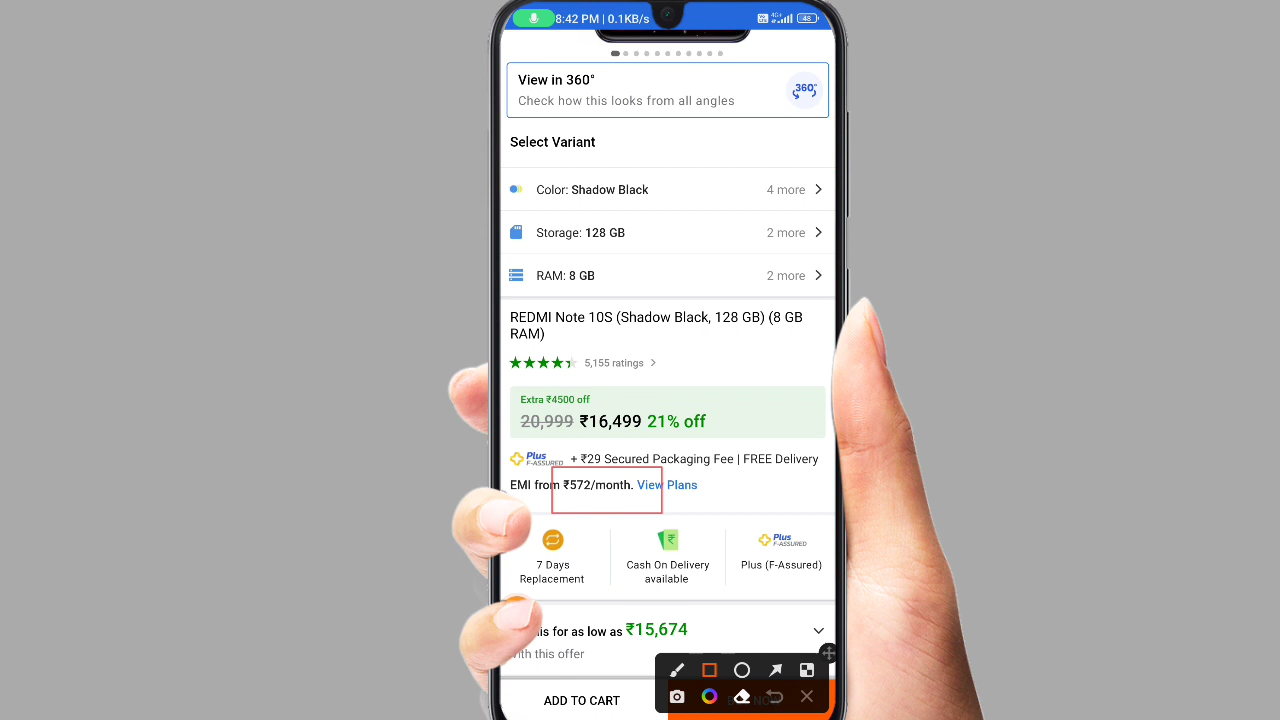 8:42 PM | 0.1KB/s 4G+ 48
View in 360°
Check how this looks from all angles
360°
Select Variant
Color: Shadow Black 4 more
Storage: 128 GB 2 more
RAM: 8 GB 2 more
REDMI Note 10S (Shadow Black, 128 GB) (8 GB
RAM)
5,155 ratings
Extra ₹4500 off
20,999 ₹16,499 21% off
Plus F-ASSURED + ₹29 Secured Packaging Fee | FREE Delivery
EMI from ₹572/month. View Plans
7 Days
Replacement
Cash On Delivery
available
Plus
F-ASSURED
Plus (F-Assured)
for as low as ₹15,674
this offer
ADD TO CART